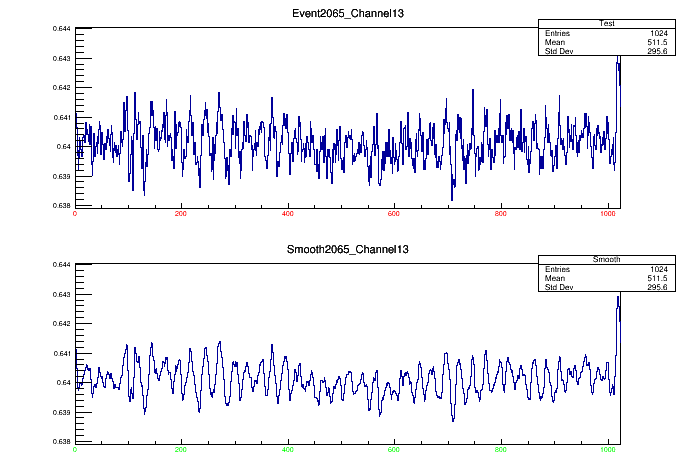 Event2065_Channel13
Test
Entries 1024
Mean 511.5
Std Dev 295.6
0.644
0.643
0.642
0.641
0.64
0.639
0.638
0 200 400 600 800 1000
Smooth2065_Channel13
Smooth
Entries 1024
Mean 511.5
Std Dev 295.6
0.644
0.643
0.642
0.641
0.64
0.639
0.638
0 200 400 600 800 1000